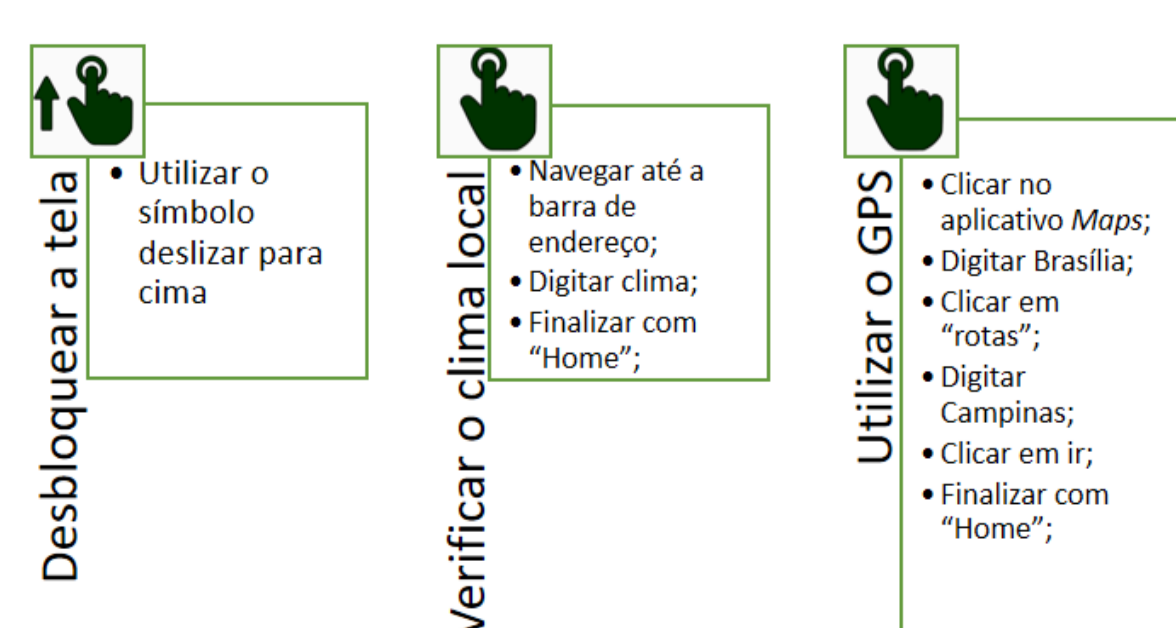 Desbloquear a tela
• Utilizar o
símbolo
deslizar para
cima
Verificar o clima local
• Navegar até a
barra de
endereço;
• Digitar clima;
• Finalizar com
“Home”;
Utilizar o GPS
• Clicar no
aplicativo Maps;
• Digitar Brasília;
• Clicar em
“rotas”;
• Digitar
Campinas;
• Clicar em ir;
• Finalizar com
“Home”;